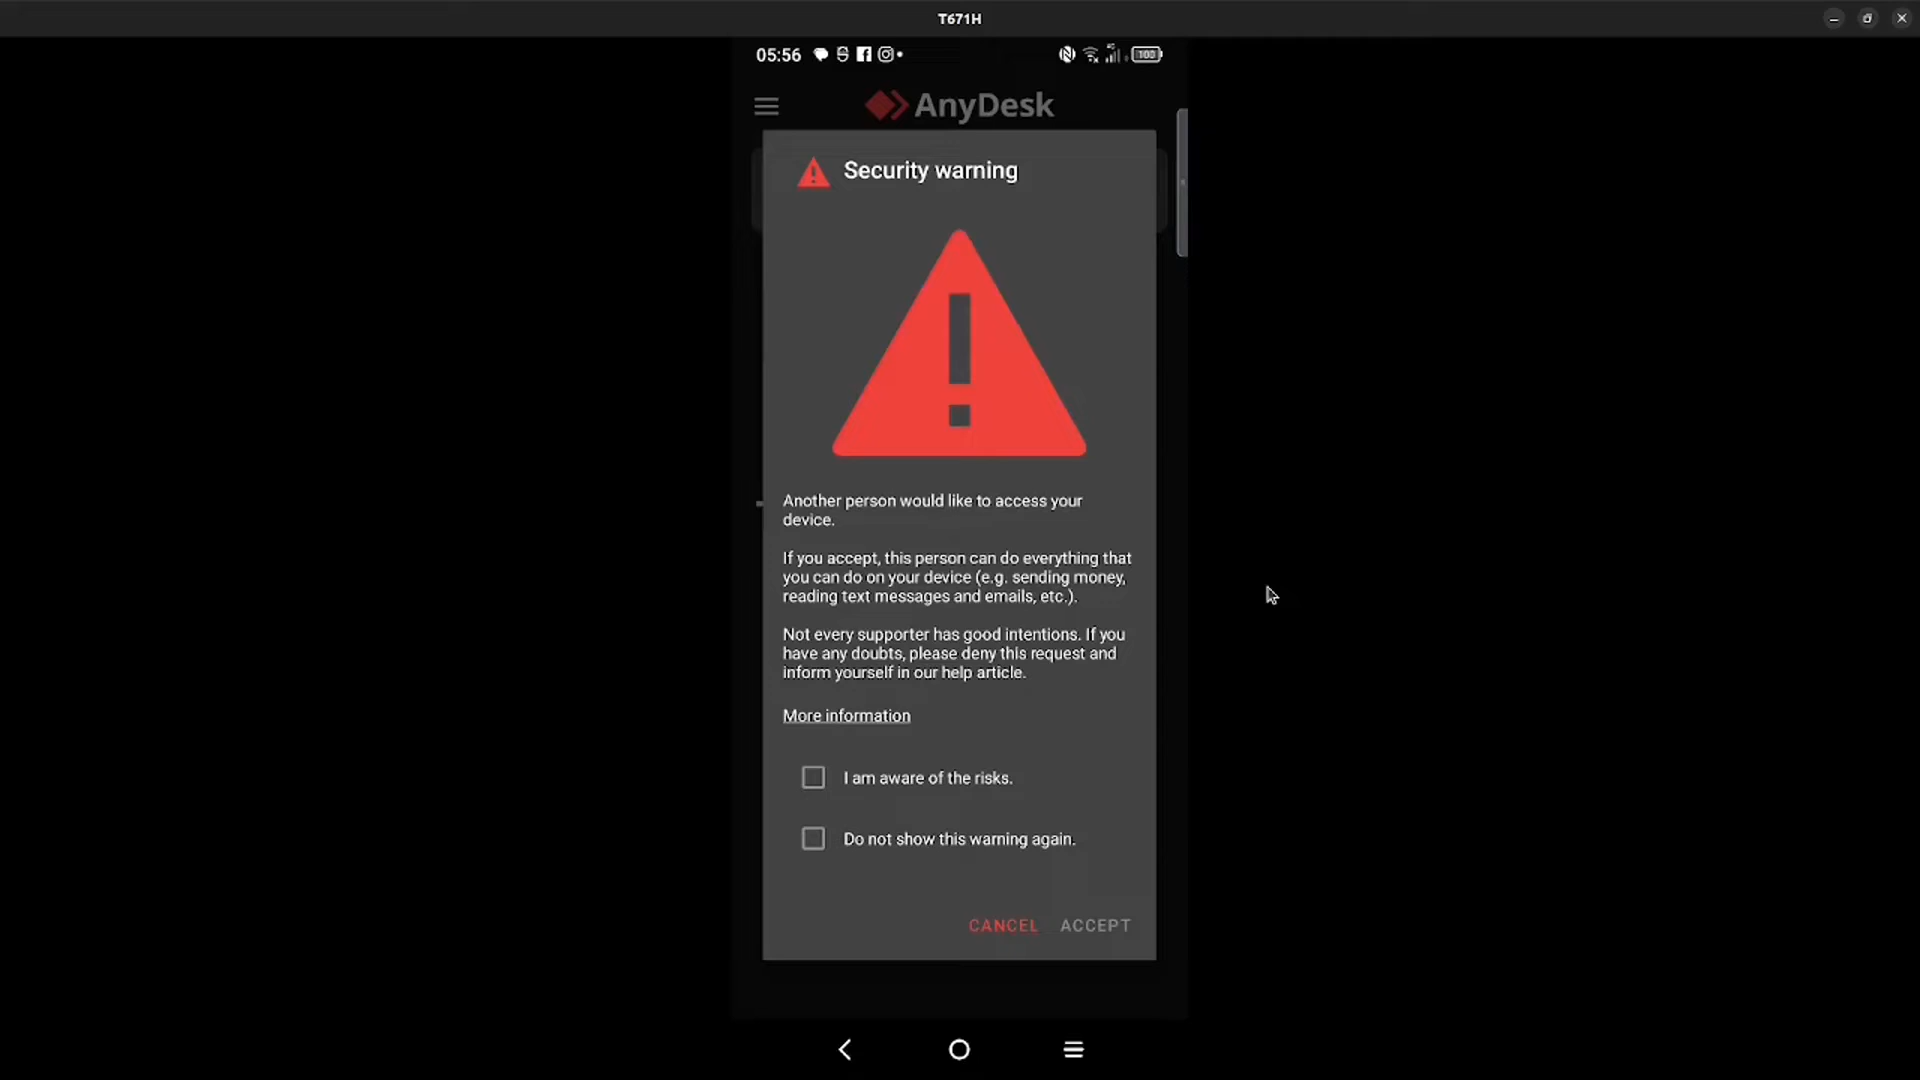 T671H
05:56
100
AnyDesk
Security warning
Another person would like to access your
device.
If you accept, this person can do everything that
you can do on your device (e.g. sending money,
reading text messages and emails, etc.).
Not every supporter has good intentions. If you
have any doubts, please deny this request and
inform yourself in our help article.
More information
I am aware of the risks.
Do not show this warning again.
CANCEL ACCEPT